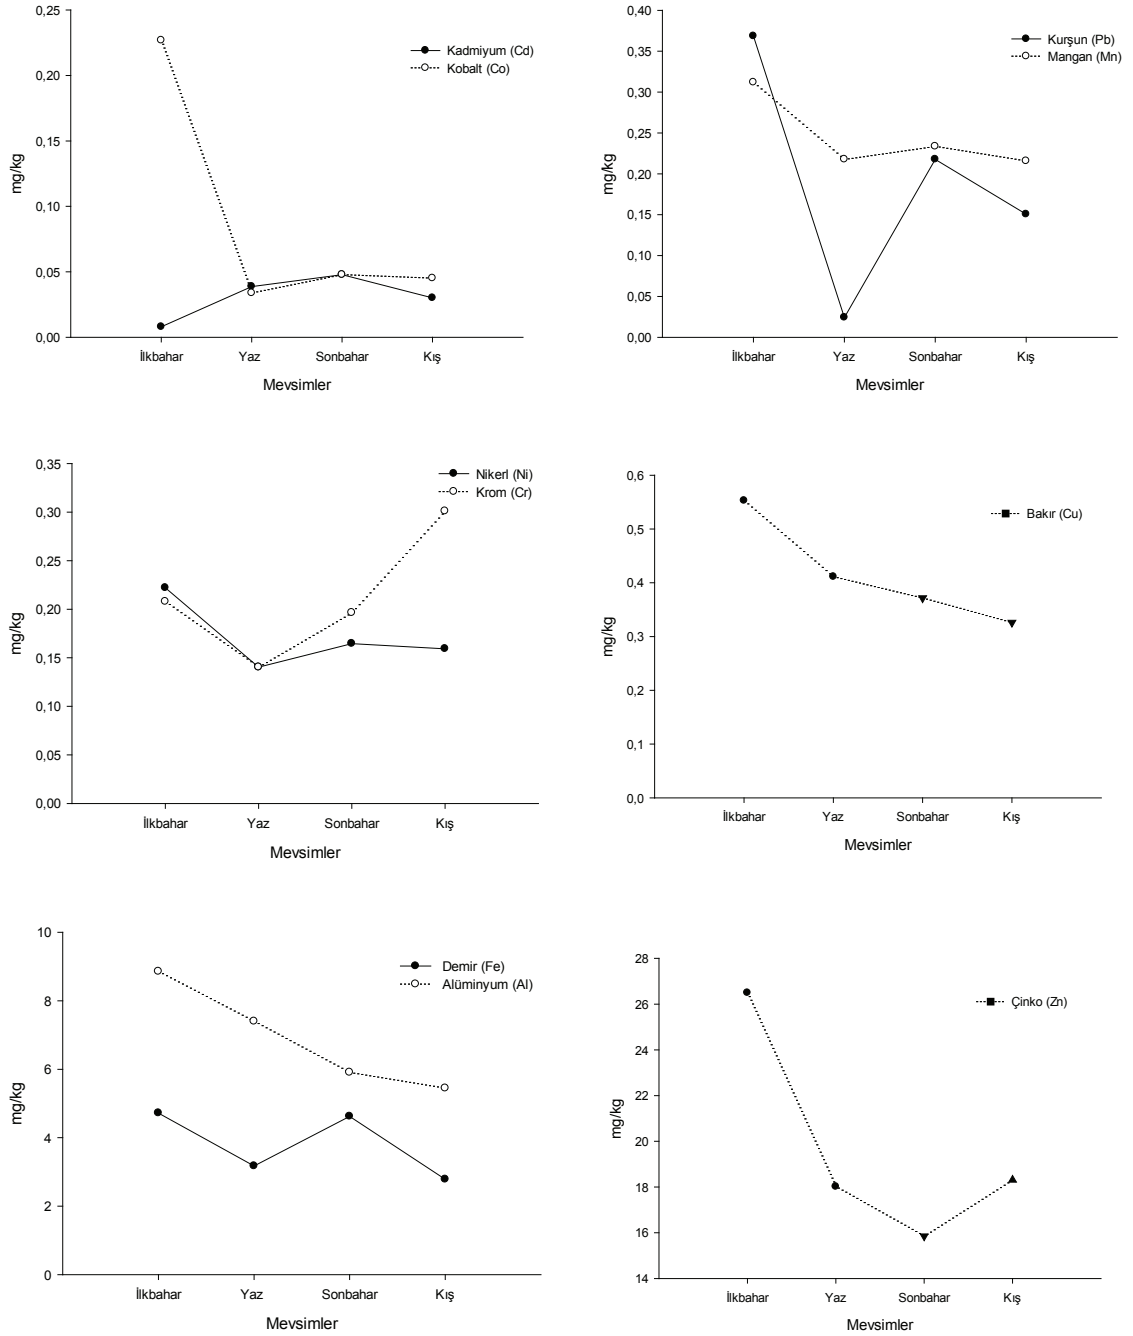 0,25
0,20
0,15
0,10
0,05
0,00
mg/kg
Kadmiyum (Cd)
Kobalt (Co)
İlkbahar Yaz Sonbahar Kış
Mevsimler
0,40
0,35
0,30
0,25
0,20
0,15
0,10
0,05
0,00
mg/kg
Kurşun (Pb)
Mangan (Mn)
İlkbahar Yaz Sonbahar Kış
Mevsimler
0,35
0,30
0,25
0,20
0,15
0,10
0,05
0,00
mg/kg
Nikerl (Ni)
Krom (Cr)
İlkbahar Yaz Sonbahar Kış
Mevsimler
0,6
0,5
0,4
0,3
0,2
0,1
0,0
mg/kg
Bakır (Cu)
İlkbahar Yaz Sonbahar Kış
Mevsimler
10
8
6
4
2
0
mg/kg
Demir (Fe)
Alüminyum (Al)
İlkbahar Yaz Sonbahar Kış
Mevsimler
28
26
24
22
20
18
16
14
mg/kg
Çinko (Zn)
İlkbahar Yaz Sonbahar Kış
Mevsimler